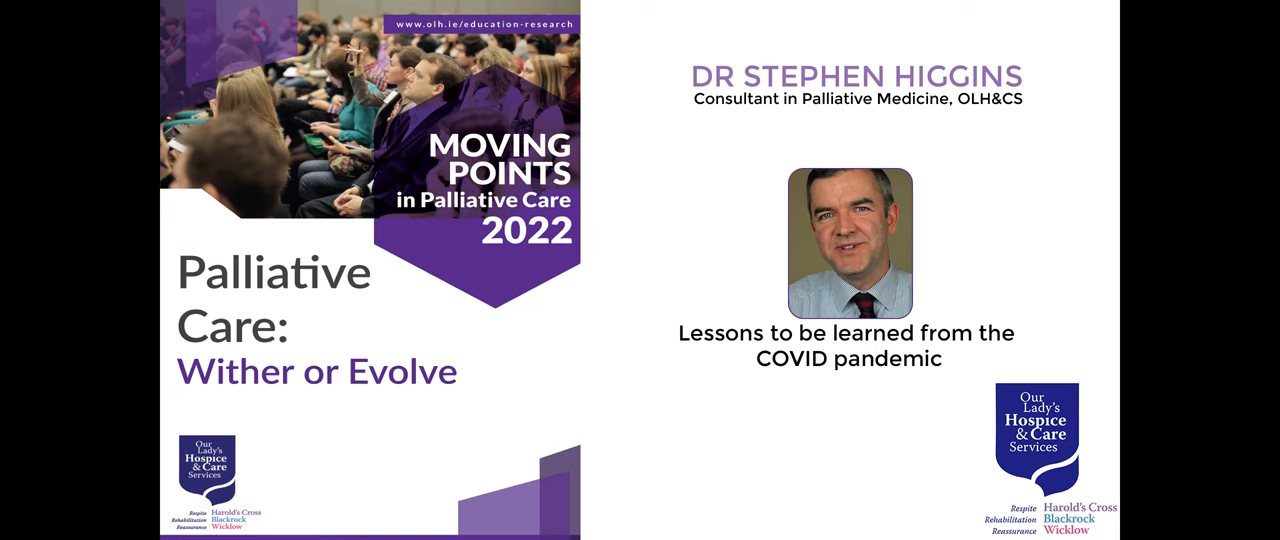 www.olh.ie/education-research
MOVING
POINTS
in Palliative Care
2022
Palliative
Care:
Wither or Evolve
Our
Lady's
Hospice
& Care
Services
Respite
Rehabilitation
Reassurance
Harold's Cross
Blackrock
Wicklow
DR STEPHEN HIGGINS
Consultant in Palliative Medicine, OLH&CS
Lessons to be learned from the
COVID pandemic
Our
Lady's
Hospice
& Care
Services
Respite
Rehabilitation
Reassurance
Harold's Cross
Blackrock
Wicklow